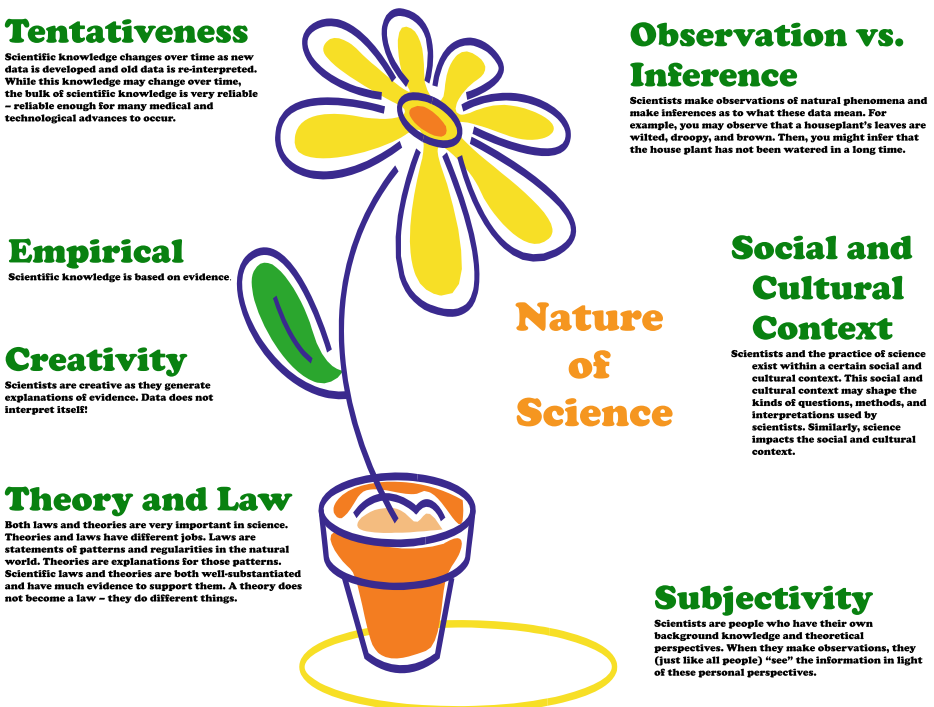 Tentativeness
Scientific knowledge changes over time as new
data is developed and old data is re-interpreted.
While this knowledge may change over time,
the bulk of scientific knowledge is very reliable
– reliable enough for many medical and
technological advances to occur.
Empirical
Scientific knowledge is based on evidence.
Creativity
Scientists are creative as they generate
explanations of evidence. Data does not
interpret itself!
Theory and Law
Both laws and theories are very important in science.
Theories and laws have different jobs. Laws are
statements of patterns and regularities in the natural
world. Theories are explanations for those patterns.
Scientific laws and theories are both well-substantiated
and have much evidence to support them. A theory does
not become a law – they do different things.
Nature
of
Science
Observation vs.
Inference
Scientists make observations of natural phenomena and
make inferences as to what these data mean. For
example, you may observe that a houseplant's leaves are
wilted, droopy, and brown. Then, you might infer that
the house plant has not been watered in a long time.
Social and
Cultural
Context
Scientists and the practice of science
exist within a certain social and
cultural context. This social and
cultural context may shape the
kinds of questions, methods, and
interpretations used by
scientists. Similarly, science
impacts the social and cultural
context.
Subjectivity
Scientists are people who have their own
background knowledge and theoretical
perspectives. When they make observations, they
(just like all people) “see” the information in light
of these personal perspectives.